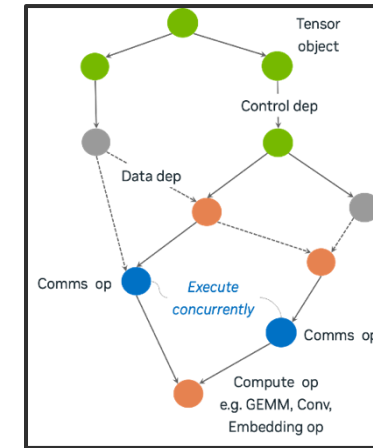 Tensor
object
Control dep
Data dep
Comms op
Execute
concurrently
Comms op
Compute op
e.g. GEMM, Conv,
Embedding op